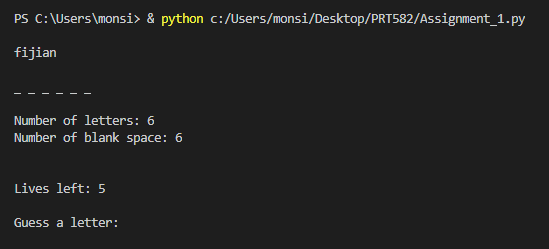 PS C:\Users\monsi> & python c:/Users/monsi/Desktop/PRT582/Assignment_1.py
fijian
_ _ _ _ _ _
Number of letters: 6
Number of blank space: 6
Lives left: 5
Guess a letter: